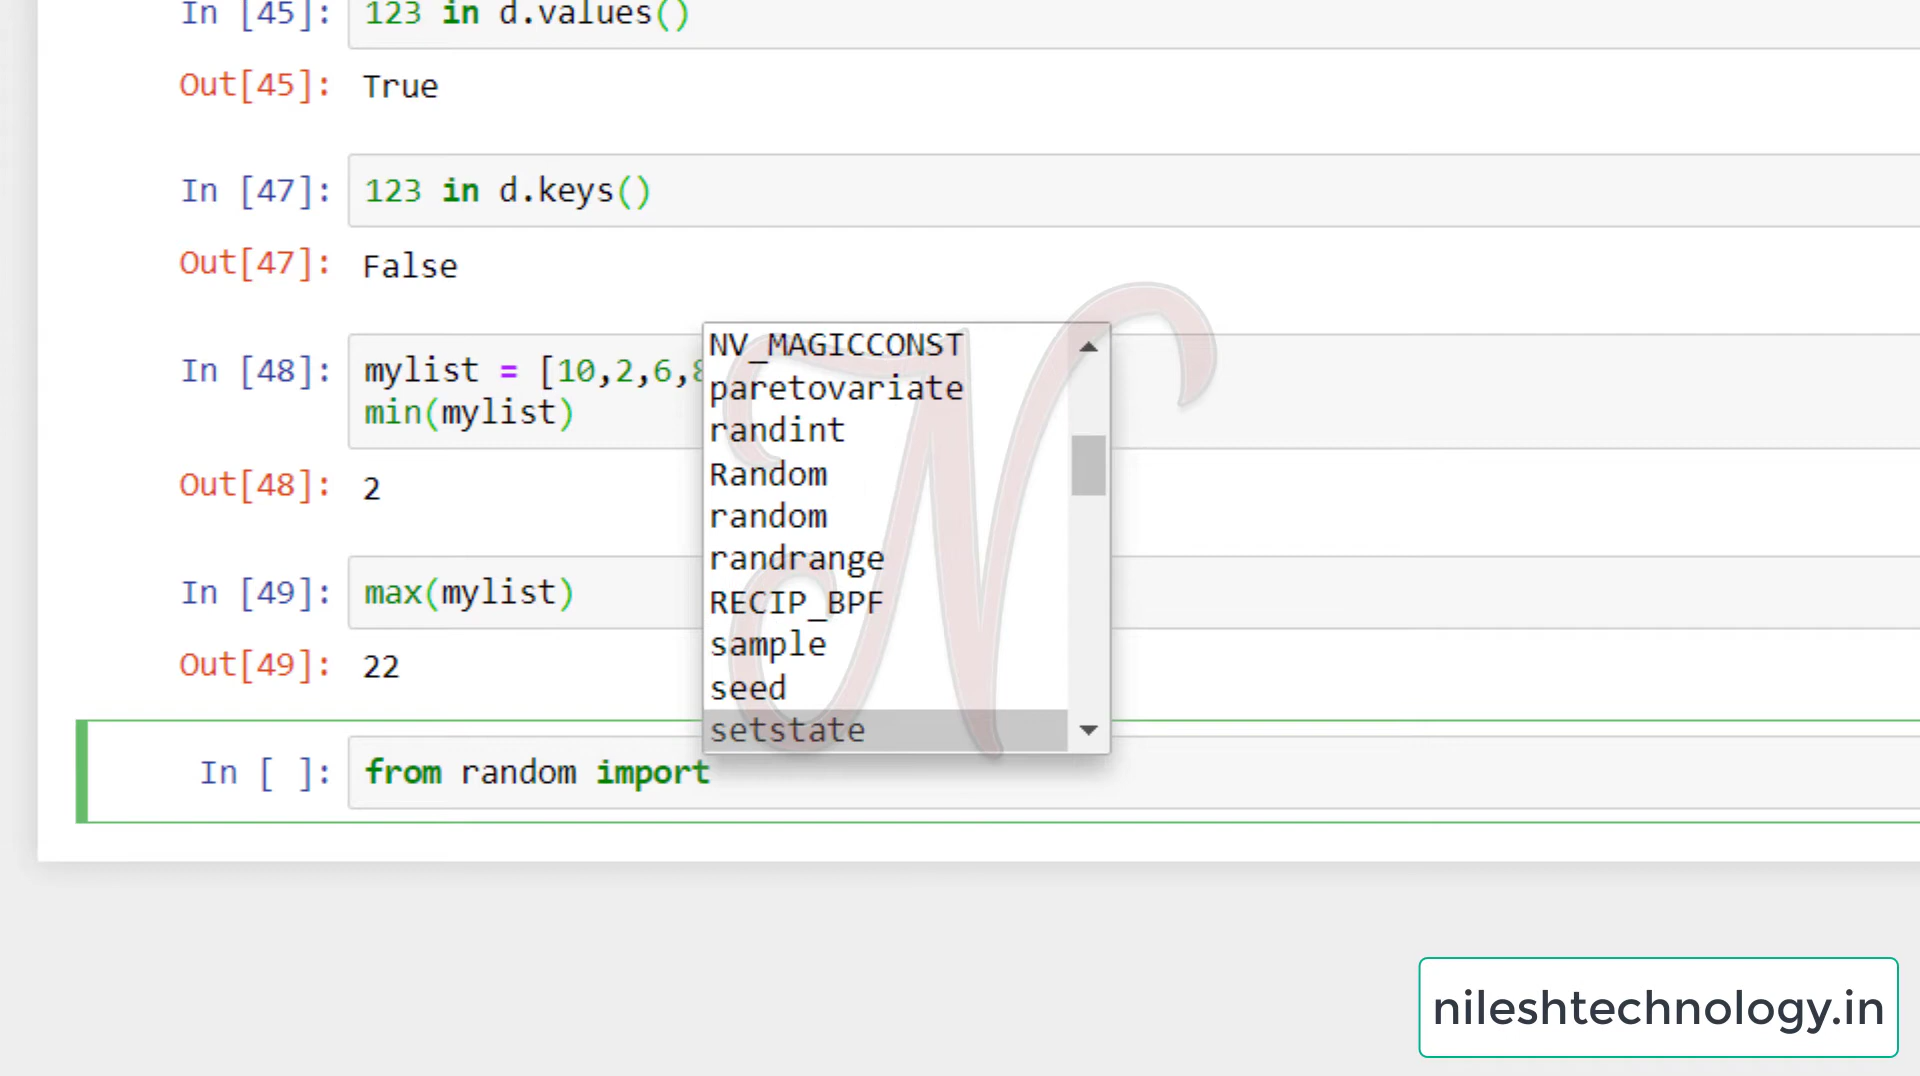 In [45]: 123 in d.values()
Out[45]: True
In [47]: 123 in d.keys()
Out[47]: False
In [48]: mylist = [10,2,6,8
min(mylist)
Out[48]: 2
In [49]: max(mylist)
Out[49]: 22
NV_MAGICCONST
paretovariate
randint
Random
random
randrange
RECIP_BPF
sample
seed
setstate
In [ ]: from random import
nileshtechnology.in